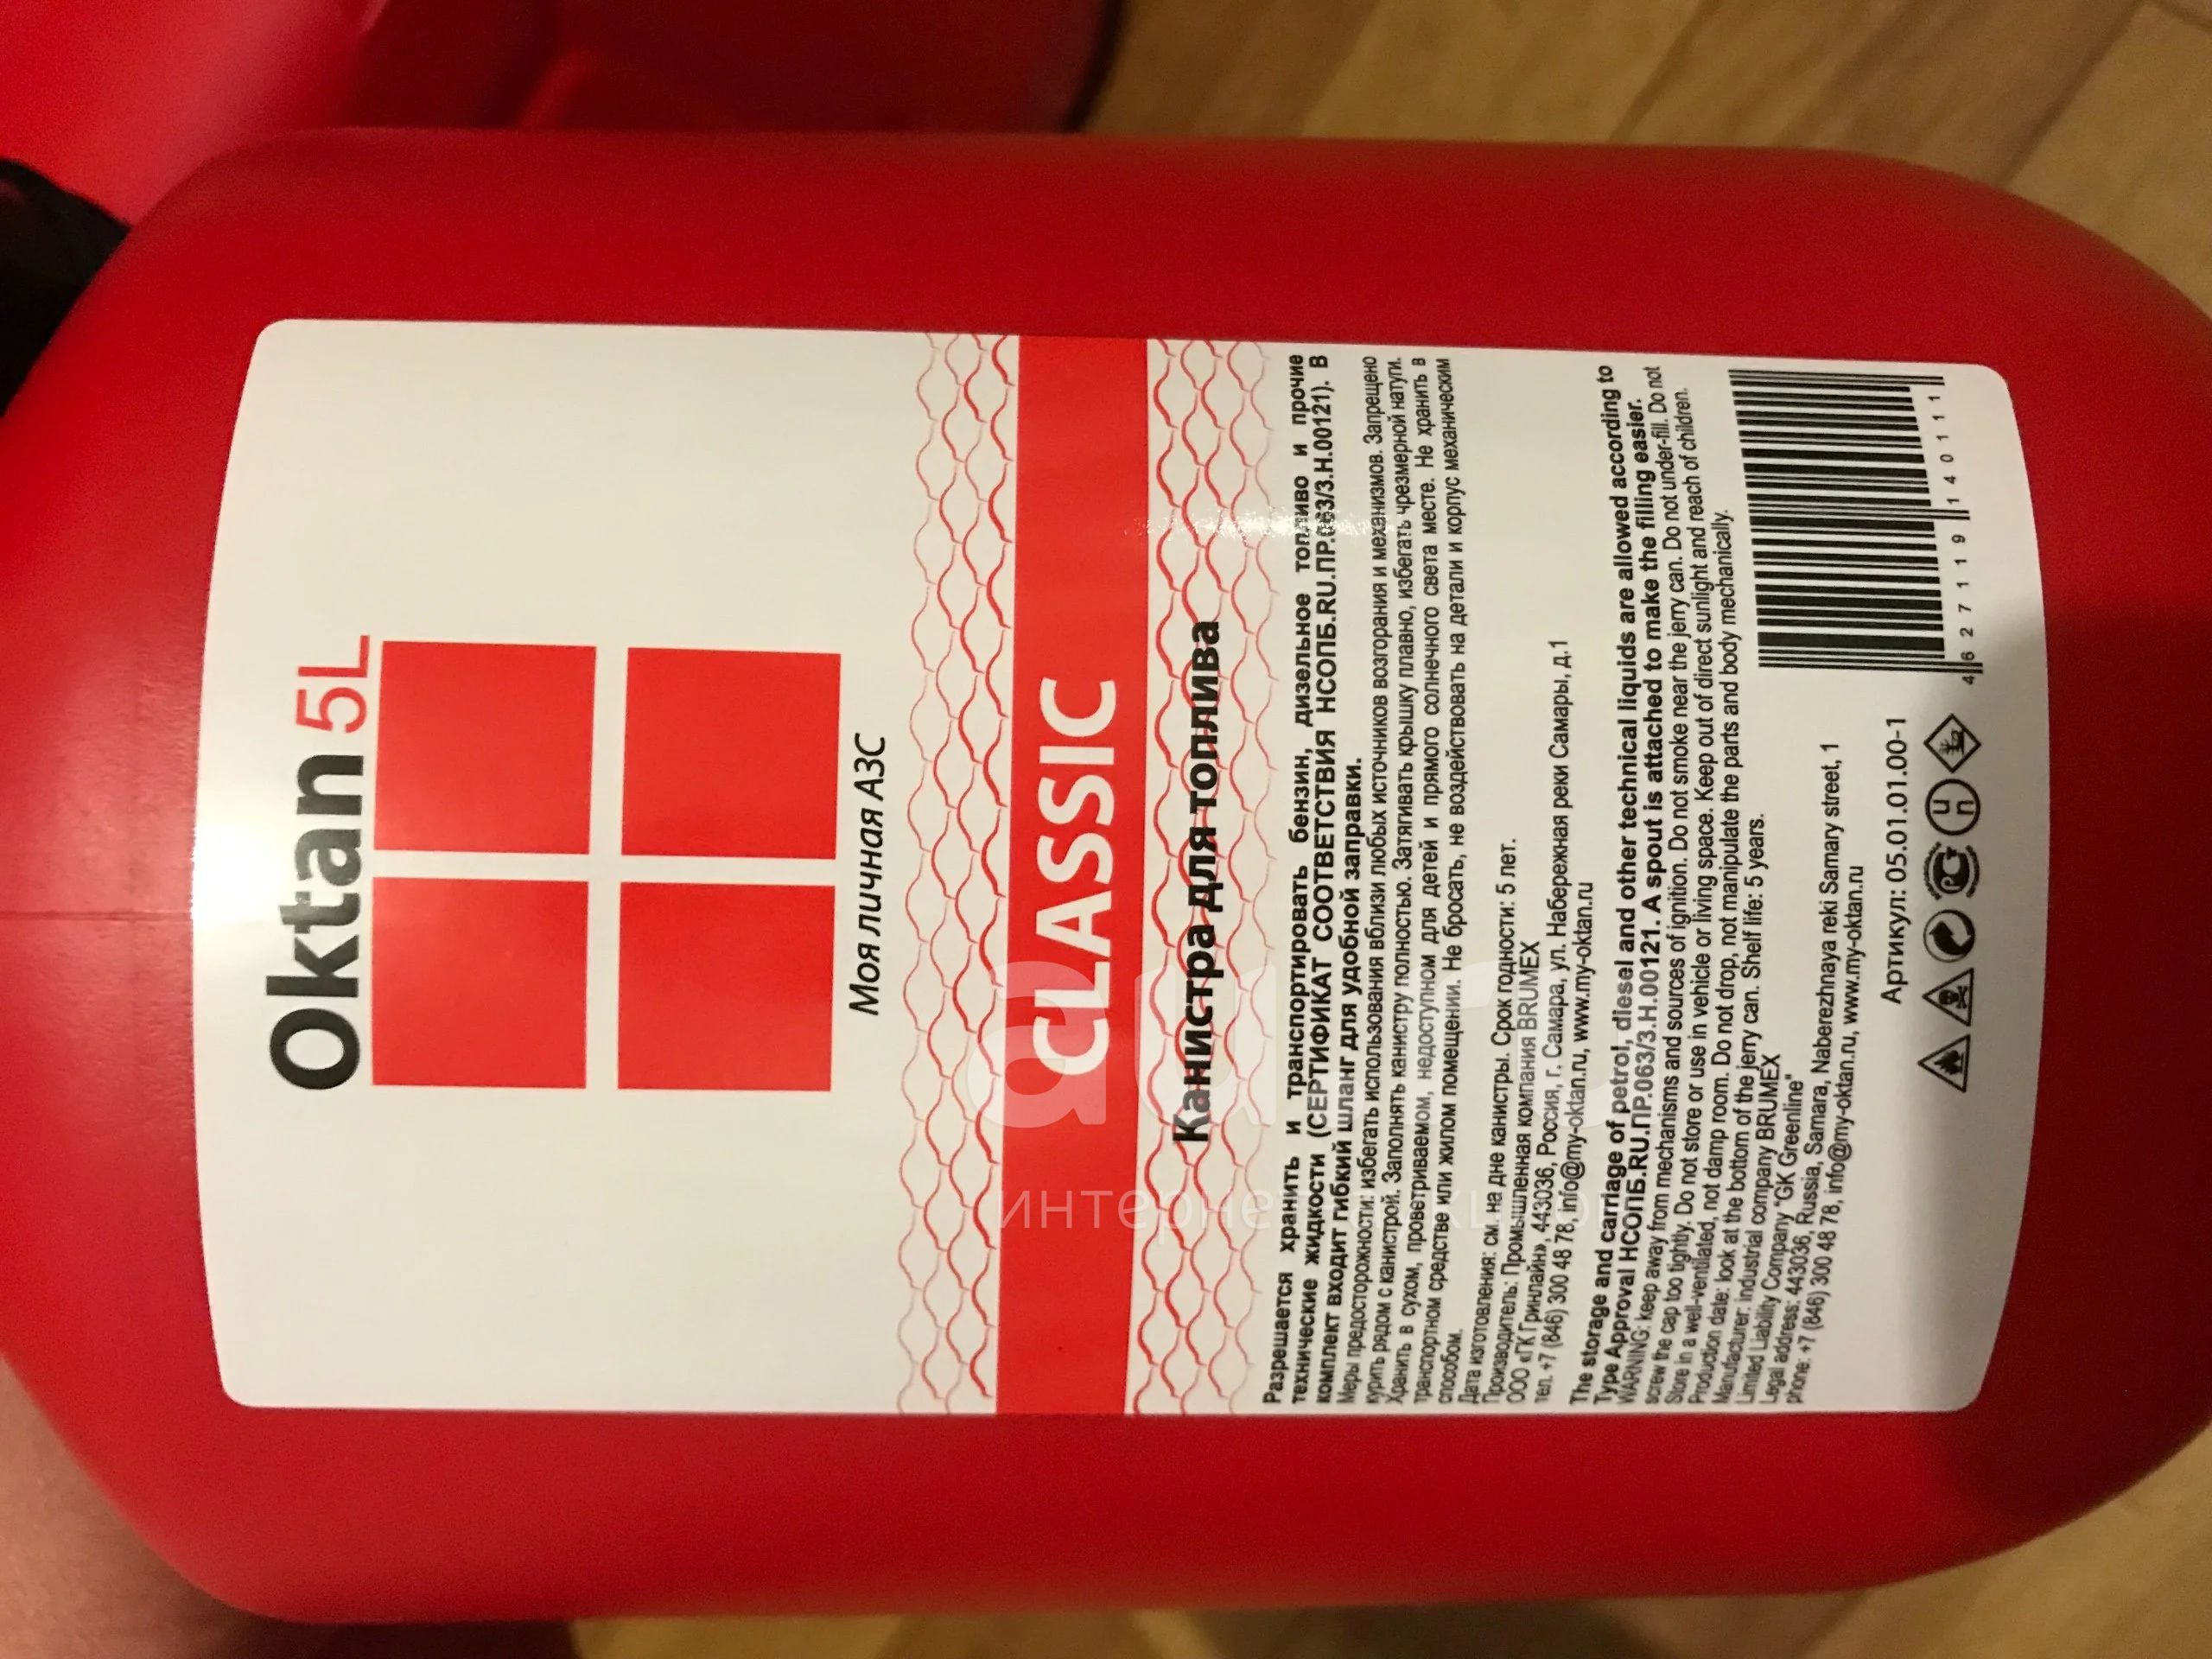 Oktan 5L
Моя личная АЗС
CLASSIC
Канистра для топлива
Разрешается хранить и транспортировать бензин, дизельное топливо и прочие
технические жидкости (СЕРТИФИКАТ СООТВЕТСТВИЯ НСОПБ.RU.ПР.063/3.Н.00121). В
комплект входит гибкий шланг для удобной заправки.
Меры предосторожности: избегать использования вблизи любых источников возгорания и механизмов. Запрещено
курить рядом с канистрой. Заполнять канистру полностью. Затягивать крышку плавно, избегать чрезмерной натуги.
Хранить в сухом, проветриваемом, недоступном для детей и прямого солнечного света месте. Не хранить в
транспортном средстве или жилом помещении. Не бросать, не воздействовать на детали и корпус механическим
способом.
Дата изготовления: см. на дне канистры. Срок годности: 5 лет.
Производитель: Промышленная компания BRUMEX
ООО «ГК Гринлайн», 443036, Россия, г. Самара, ул. Набережная реки Самары, д.1
тел. +7 (846) 300 48 78, info@my-oktan.ru, www.my-oktan.ru
The storage and carriage of petrol, diesel and other technical liquids are allowed according to
Type Approval НСОПБ.RU.ПР.063/3.Н.00121. A spout is attached to make the filling easier.
WARNING: keep away from mechanisms and sources of ignition. Do not smoke near the jerry can. Do not under-fill. Do not
screw the cap too tightly. Do not store or use in vehicle or living space. Keep out of direct sunlight and reach of children.
Store in a well-ventilated, not damp room. Do not drop, not manipulate the parts and body mechanically.
Production date: look at the bottom of the jerry can. Shelf life: 5 years.
Manufacturer: industrial company BRUMEX
Limited Liability Company "GK Greenline"
Legal address: 443036, Russia, Samara, Naberezhnaya reki Samary street, 1
phone: +7 (846) 300 48 78, info@my-oktan.ru, www.my-oktan.ru
Артикул: 05.01.01.00-1
4 627119 140111